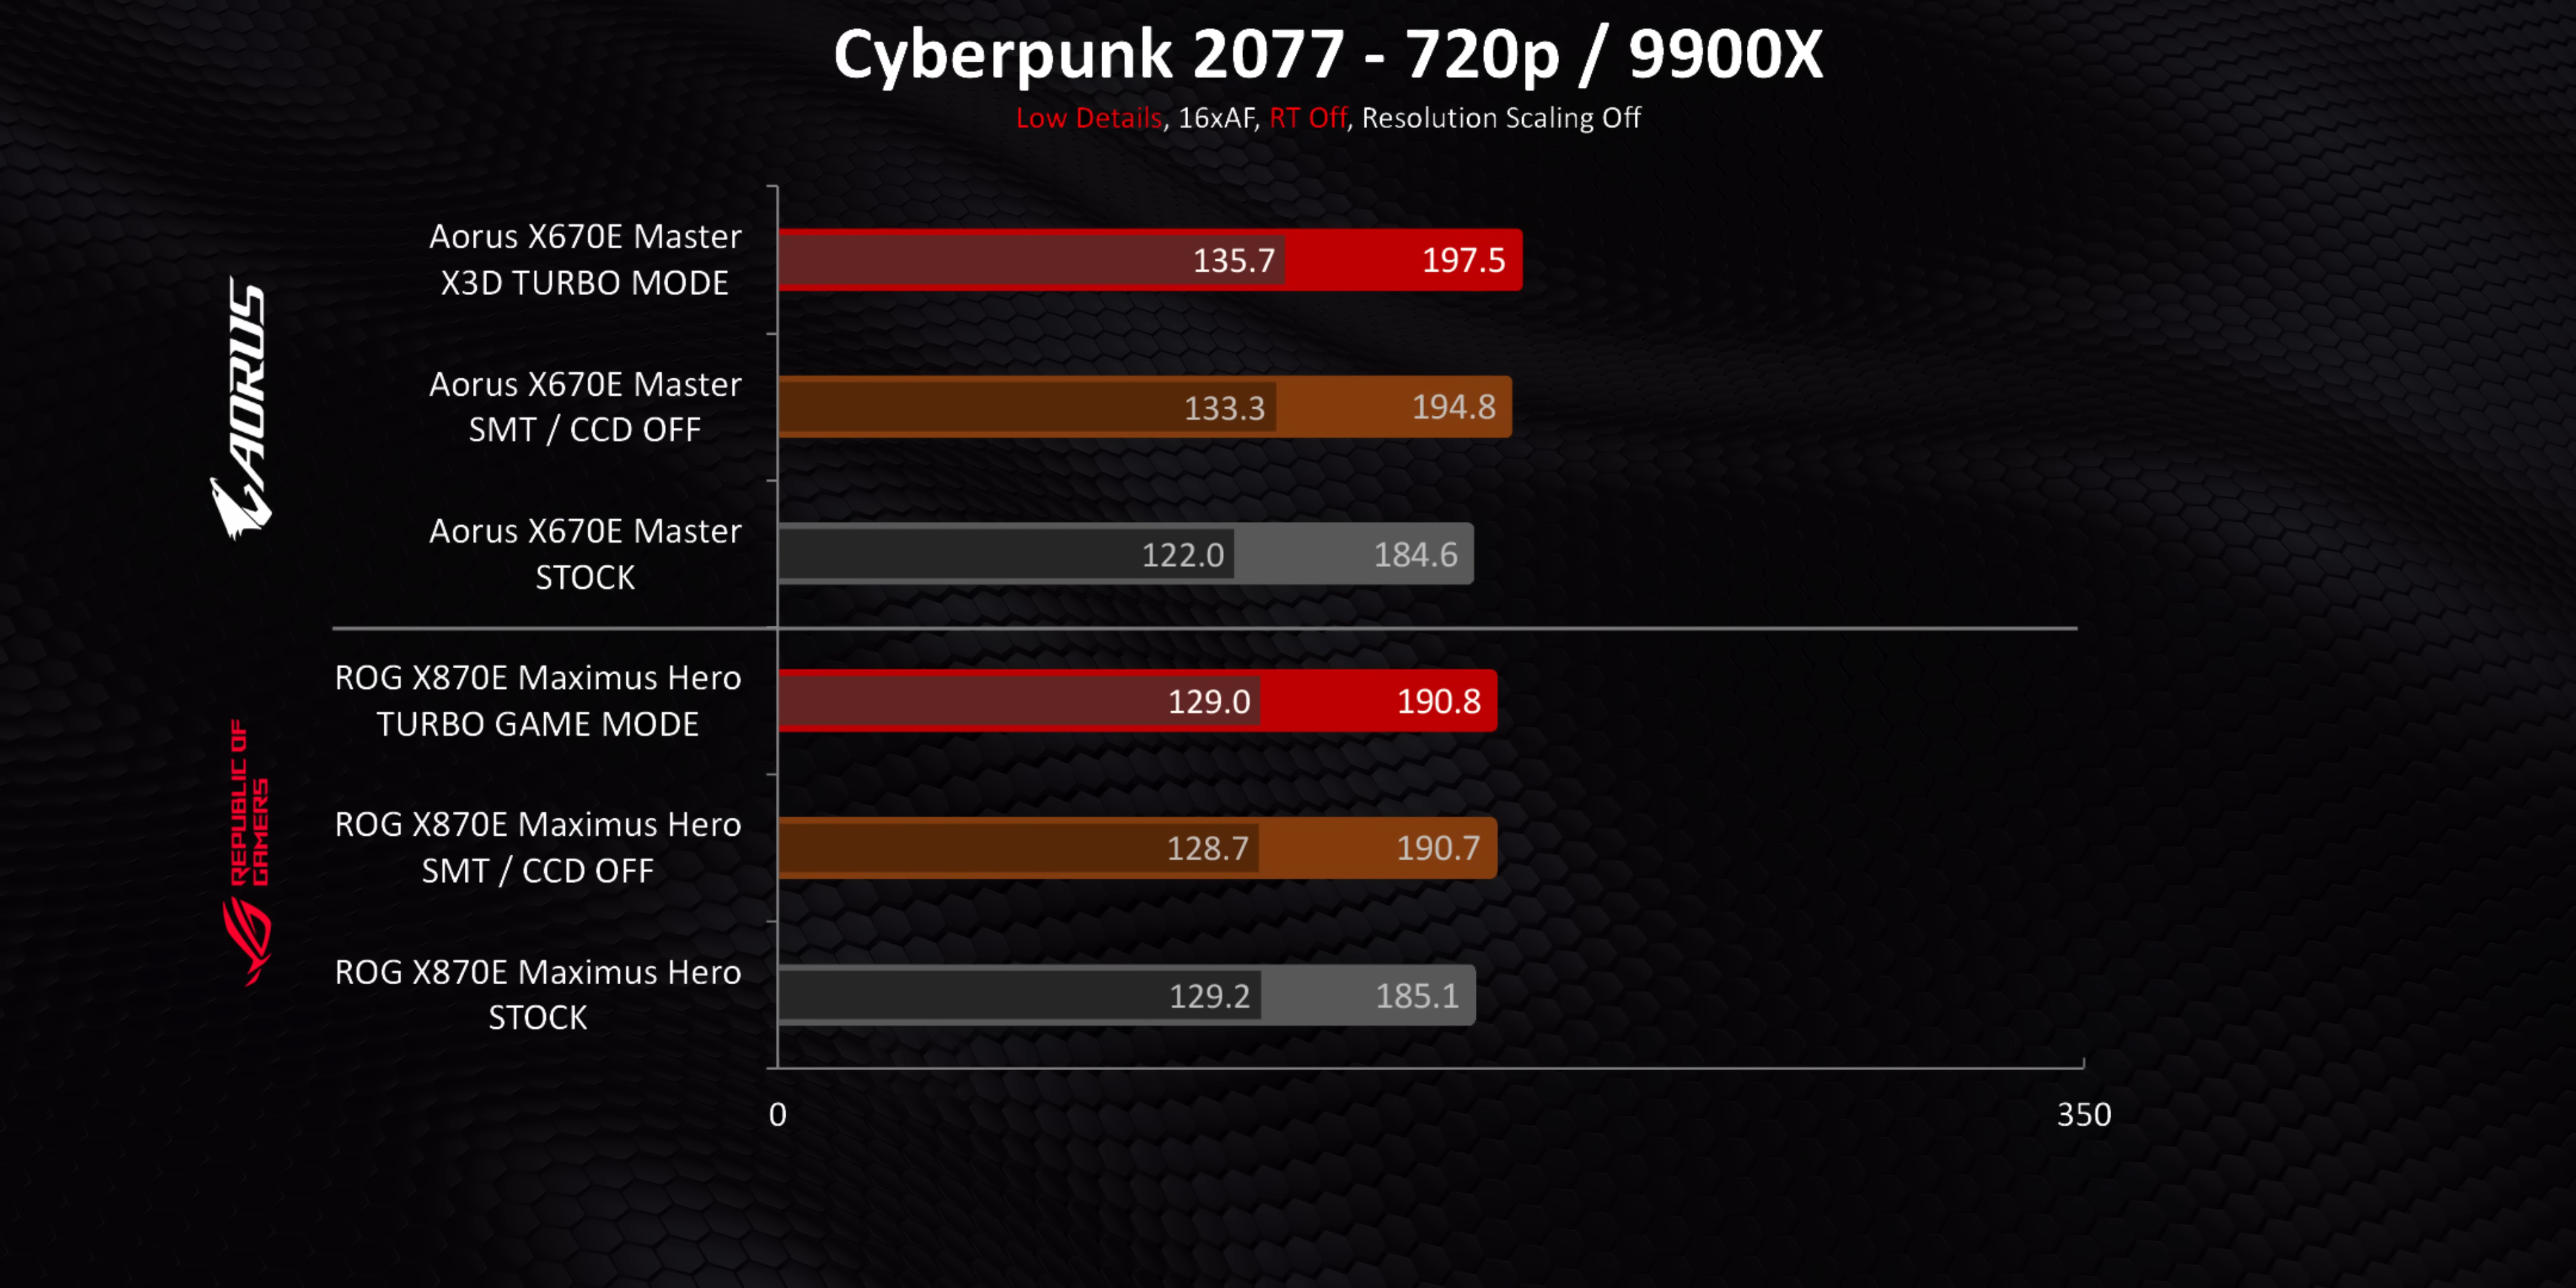 Cyberpunk 2077 - 720p / 9900X
Low Details, 16xAF, RT Off, Resolution Scaling Off
AORUS
Aorus X670E Master
X3D TURBO MODE
135.7 197.5
Aorus X670E Master
SMT / CCD OFF
133.3 194.8
Aorus X670E Master
STOCK
122.0 184.6
REPUBLIC OF
GAMERS
ROG X870E Maximus Hero
TURBO GAME MODE
129.0 190.8
ROG X870E Maximus Hero
SMT / CCD OFF
128.7 190.7
ROG X870E Maximus Hero
STOCK
129.2 185.1
0 350